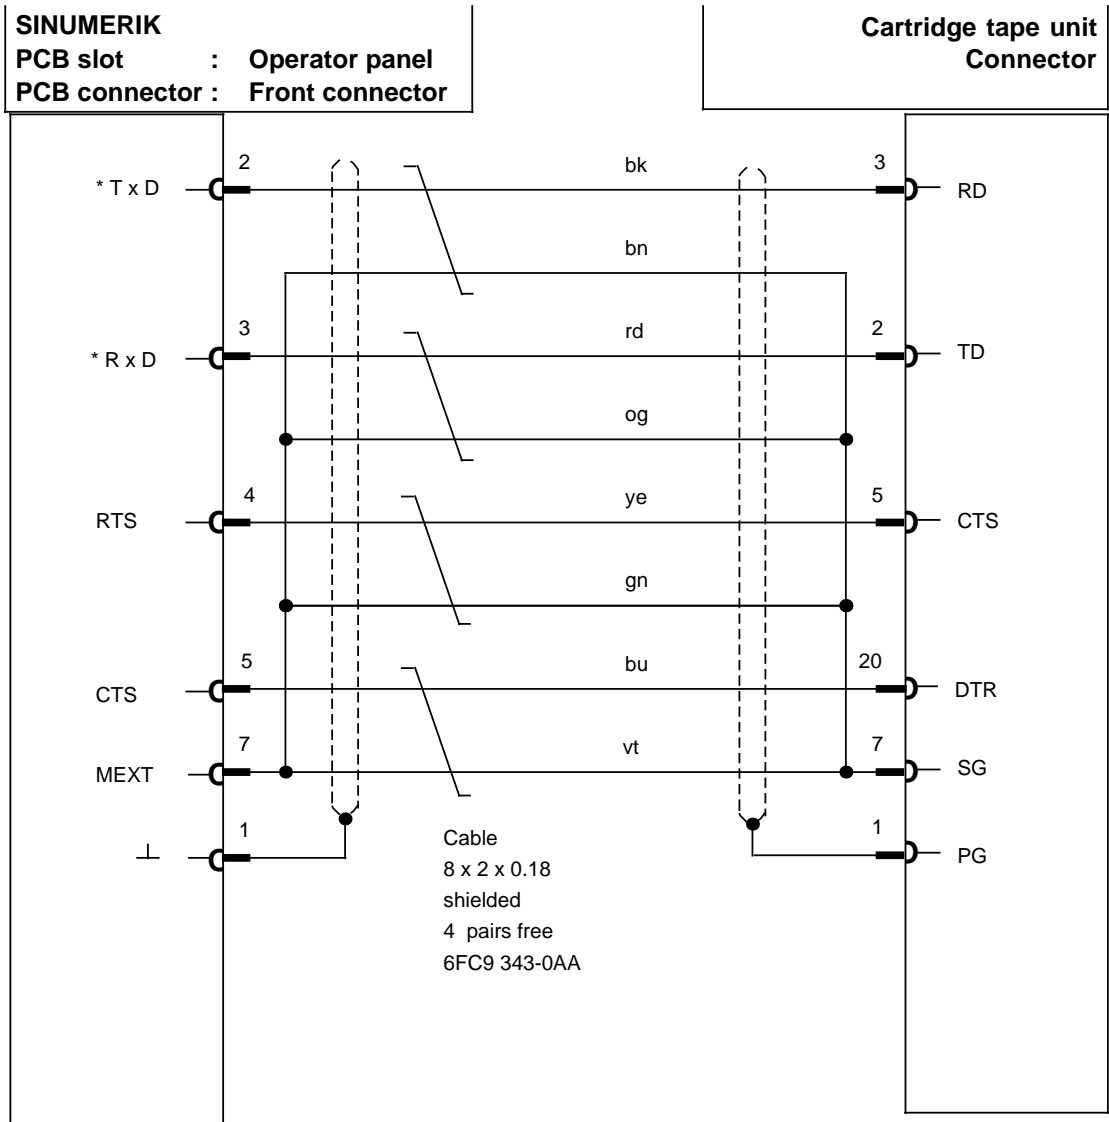 SINUMERIK
PCB slot : Operator panel
PCB connector : Front connector
Cartridge tape unit
Connector
2 bk 3
* T x D RD
bn
3 rd 2
* R x D TD
og
4 ye 5
RTS CTS
gn
5 bu 20
CTS DTR
7 vt 7
MEXT SG
1 1
⊥ PG
Cable
8 x 2 x 0.18
shielded
4 pairs free
6FC9 343-0AA